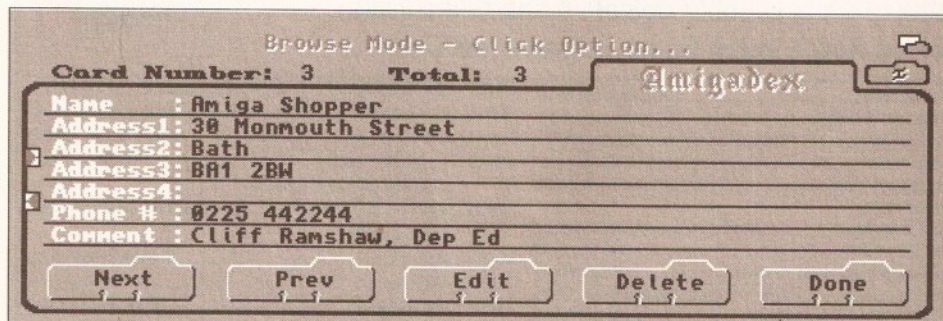 Browse Mode - Click Option...
Card Number: 3 Total: 3 Amigadex
Name : Amiga Shopper
Address1: 30 Monmouth Street
Address2: Bath
Address3: BA1 2BW
Address4:
Phone # : 0225 442244
Comment : Cliff Ramshaw, Dep Ed
Next Prev Edit Delete Done